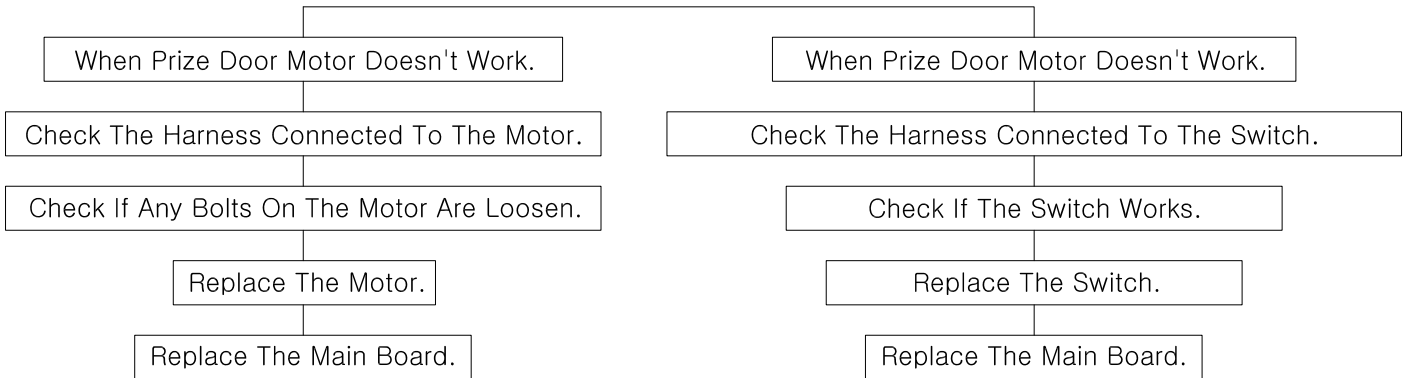 When Prize Door Motor Doesn't Work.
Check The Harness Connected To The Motor.
Check If Any Bolts On The Motor Are Loosen.
Replace The Motor.
Replace The Main Board.
When Prize Door Motor Doesn't Work.
Check The Harness Connected To The Switch.
Check If The Switch Works.
Replace The Switch.
Replace The Main Board.